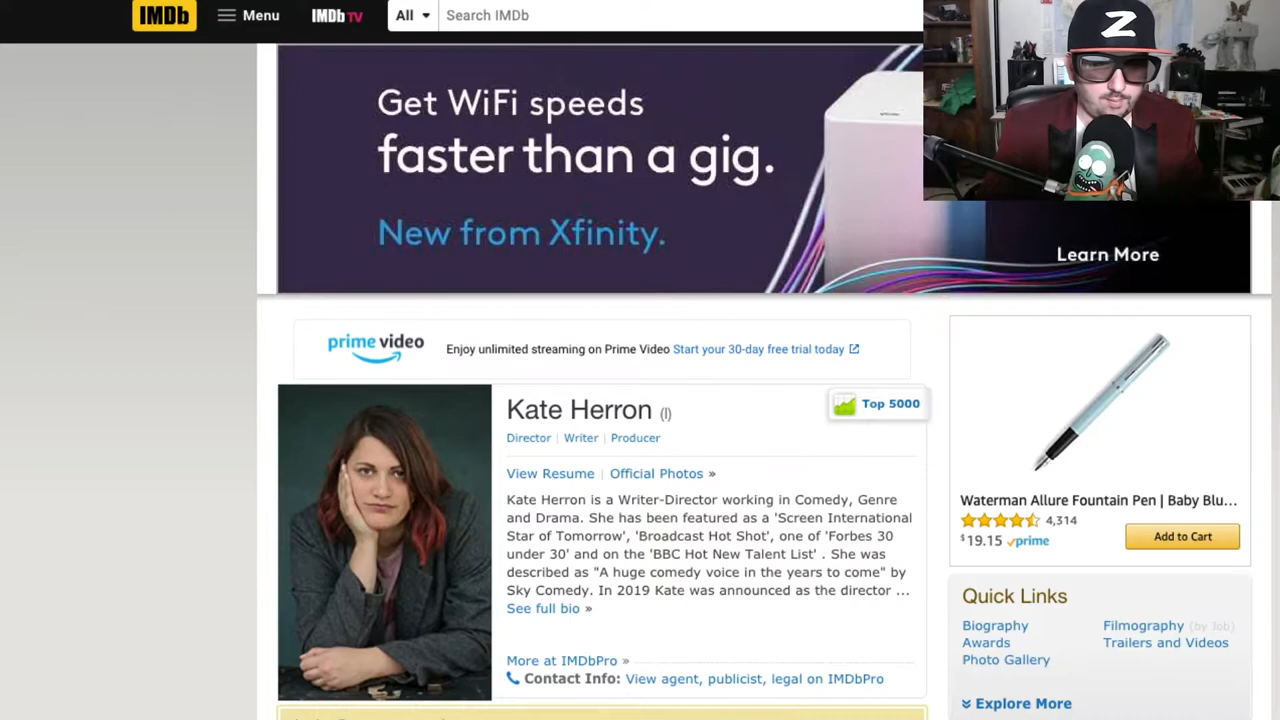 IMDb
Menu
IMDb TV
All
Search IMDb
Z
Get WiFi speeds
faster than a gig.
New from Xfinity.
Learn More
prime video
Enjoy unlimited streaming on Prime Video Start your 30-day free trial today
Kate Herron (I)
Top 5000
Director | Writer | Producer
View Resume | Official Photos »
Kate Herron is a Writer-Director working in Comedy, Genre
and Drama. She has been featured as a 'Screen International
Star of Tomorrow', 'Broadcast Hot Shot', one of 'Forbes 30
under 30' and on the 'BBC Hot New Talent List' . She was
described as "A huge comedy voice in the years to come" by
Sky Comedy. In 2019 Kate was announced as the director ...
See full bio »
More at IMDbPro »
Contact Info: View agent, publicist, legal on IMDbPro
Waterman Allure Fountain Pen | Baby Blu...
4,314
$19.15 prime
Add to Cart
Quick Links
Biography
Filmography (by Job)
Awards
Trailers and Videos
Photo Gallery
Explore More